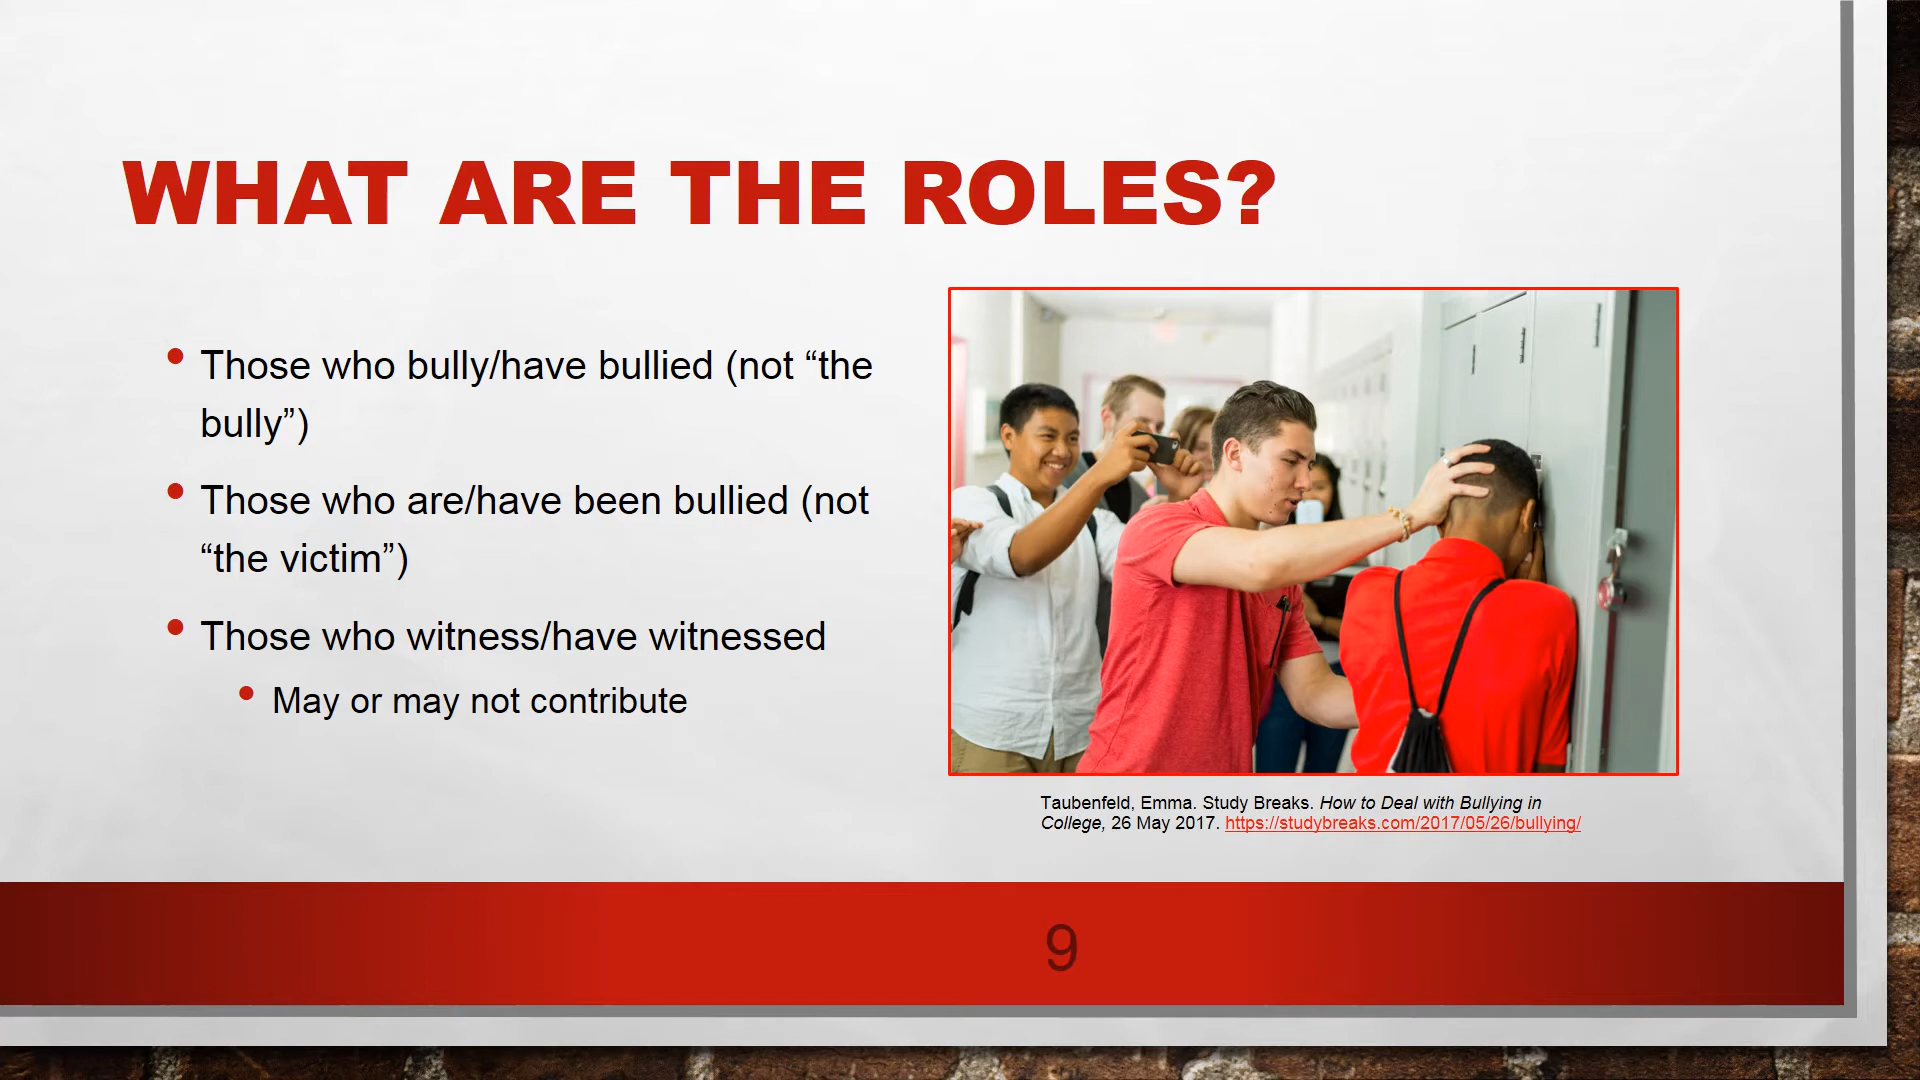 WHAT ARE THE ROLES?
• Those who bully/have bullied (not “the
bully”)
• Those who are/have been bullied (not
“the victim”)
• Those who witness/have witnessed
• May or may not contribute
Taubenfeld, Emma. Study Breaks. How to Deal with Bullying in
College, 26 May 2017. https://studybreaks.com/2017/05/26/bullying/
9